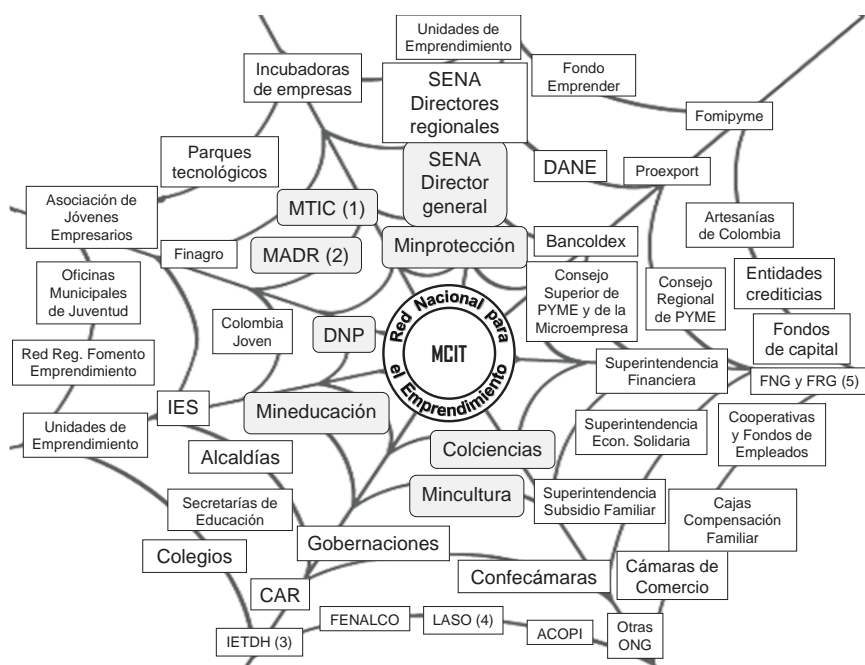 Unidades de
Emprendimiento
Incubadoras
de empresas
SENA
Directores
regionales
Fondo
Emprender
Fomipyme
Parques
tecnológicos
SENA
Director
general
DANE
Proexport
Asociación de
Jóvenes
Empresarios
MTIC (1)
Artesanías
de Colombia
Finagro
MADR (2)
Minprotección
Bancoldex
Oficinas
Municipales
de Juventud
Consejo
Superior de
PYME y de la
Microempresa
Consejo
Regional
de PYME
Entidades
crediticias
Colombia
Joven
DNP
Red Nacional para
el Emprendimiento
MCIT
Fondos
de capital
Red Reg. Fomento
Emprendimiento
Superintendencia
Financiera
FNG y FRG (5)
IES
Mineducación
Unidades de
Emprendimiento
Superintendencia
Econ. Solidaria
Cooperativas
y Fondos de
Empleados
Alcaldías
Colciencias
Secretarías de
Educación
Mincultura
Superintendencia
Subsidio Familiar
Cajas
Compensación
Familiar
Colegios
Gobernaciones
Confecámaras
Cámaras de
Comercio
CAR
IETDH (3)
FENALCO
LASO (4)
ACOPI
Otras
ONG